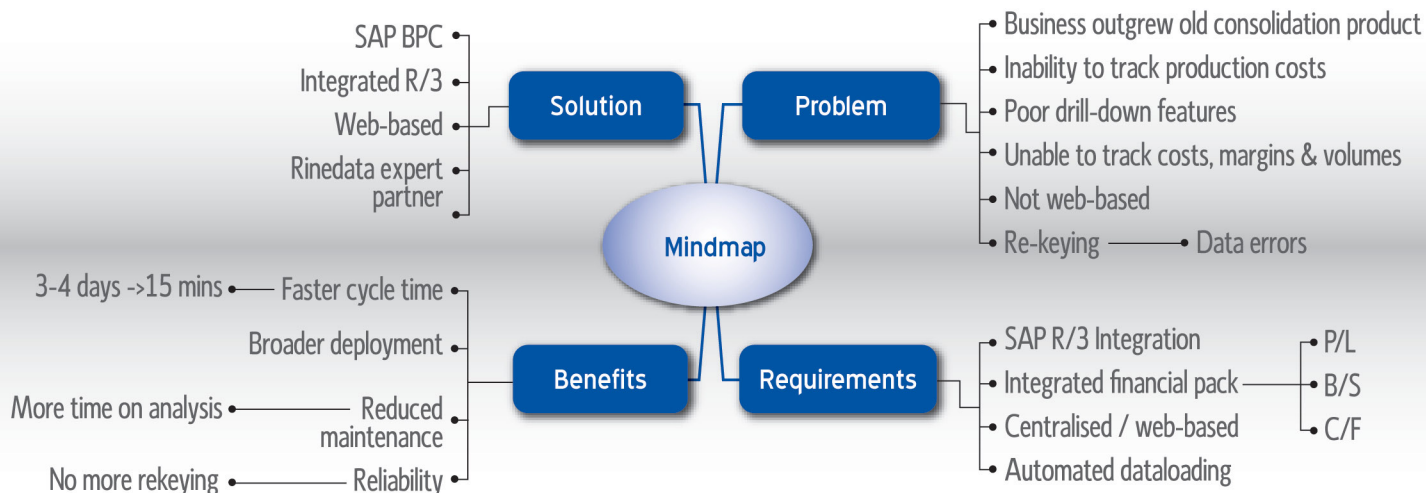 SAP BPC
Integrated R/3
Web-based
Rinedata expert
partner
Solution
Problem
Business outgrew old consolidation product
Inability to track production costs
Poor drill-down features
Unable to track costs, margins & volumes
Not web-based
Re-keying
Data errors
Mindmap
3-4 days ->15 mins
Faster cycle time
Broader deployment
More time on analysis
Reduced
maintenance
No more rekeying
Reliability
Benefits
Requirements
SAP R/3 Integration
Integrated financial pack
Centralised / web-based
Automated dataloading
P/L
B/S
C/F